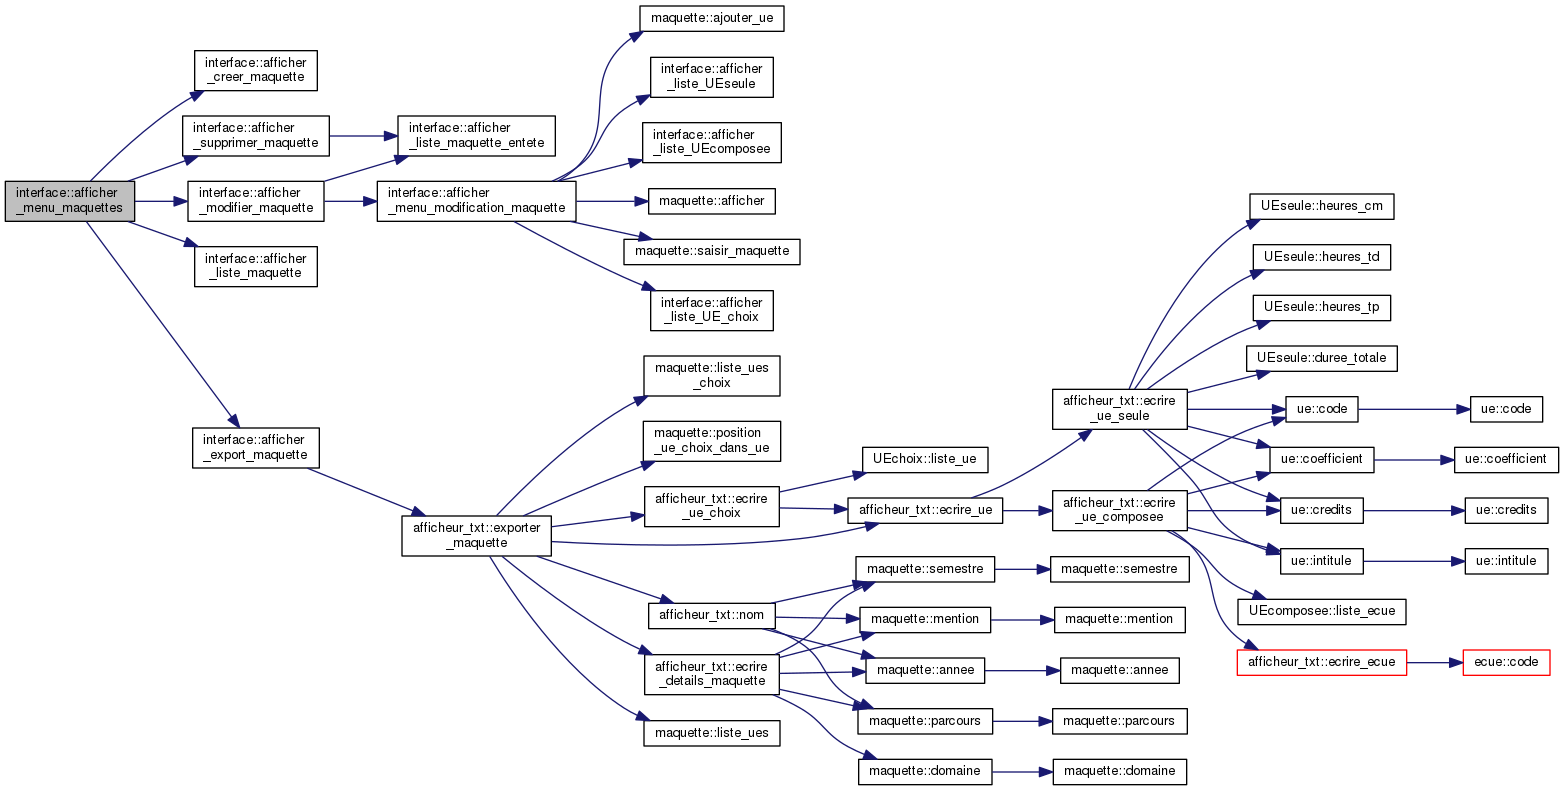 interface::afficher
_menu_maquettes
interface::afficher
_creer_maquette
interface::afficher
_supprimer_maquette
interface::afficher
_modifier_maquette
interface::afficher
_liste_maquette
interface::afficher
_export_maquette
interface::afficher
_liste_maquette_entete
interface::afficher
_menu_modification_maquette
maquette::ajouter_ue
interface::afficher
_liste_UEseule
interface::afficher
_liste_UEcomposee
maquette::afficher
maquette::saisir_maquette
interface::afficher
_liste_UE_choix
afficheur_txt::exporter
_maquette
maquette::liste_ues
_choix
maquette::position
_ue_choix_dans_ue
afficheur_txt::ecrire
_ue_choix
afficheur_txt::nom
afficheur_txt::ecrire
_details_maquette
maquette::liste_ues
UEchoix::liste_ue
afficheur_txt::ecrire_ue
maquette::semestre
maquette::mention
maquette::annee
maquette::parcours
maquette::domaine
afficheur_txt::ecrire
_ue_seule
afficheur_txt::ecrire
_ue_composee
maquette::semestre
maquette::mention
maquette::annee
maquette::parcours
maquette::domaine
UEseule::heures_cm
UEseule::heures_td
UEseule::heures_tp
UEseule::duree_totale
ue::code
ue::coefficient
ue::credits
ue::intitule
UEcomposee::liste_ecue
afficheur_txt::ecrire_ecue
ue::code
ue::coefficient
ue::credits
ue::intitule
ecue::code